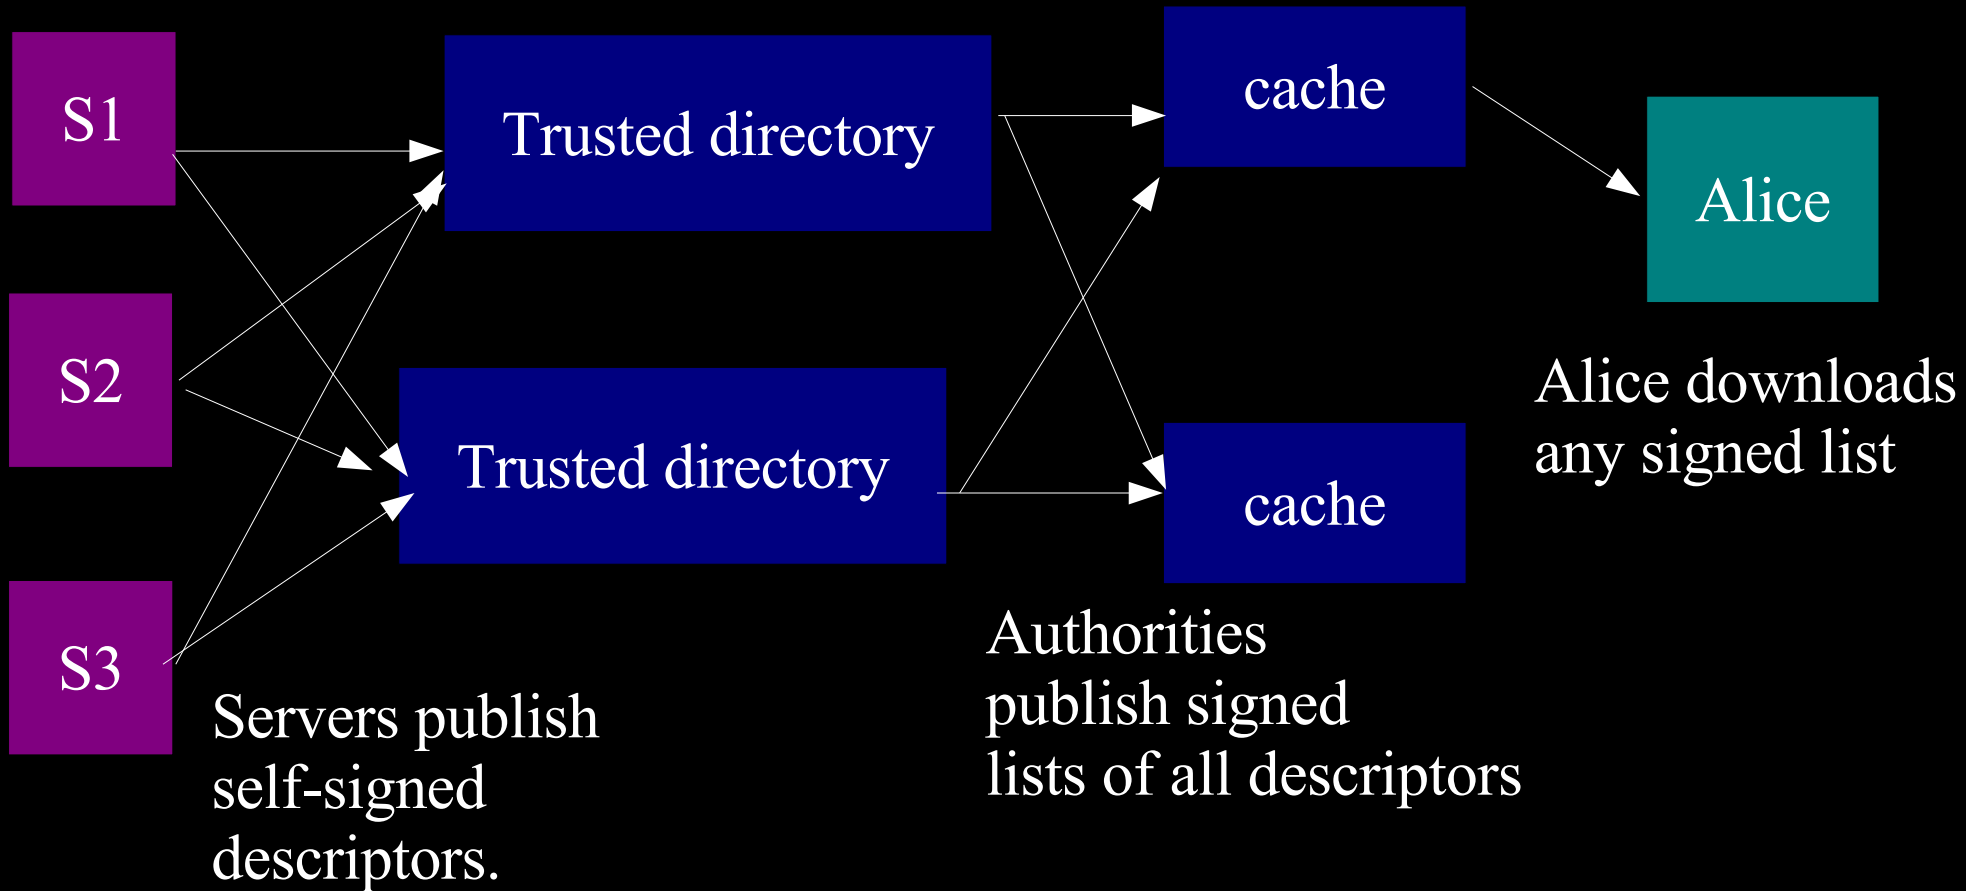 S1
S2
S3
Trusted directory
Trusted directory
cache
cache
Alice
Servers publish
self-signed
descriptors.
Authorities
publish signed
lists of all descriptors
Alice downloads
any signed list